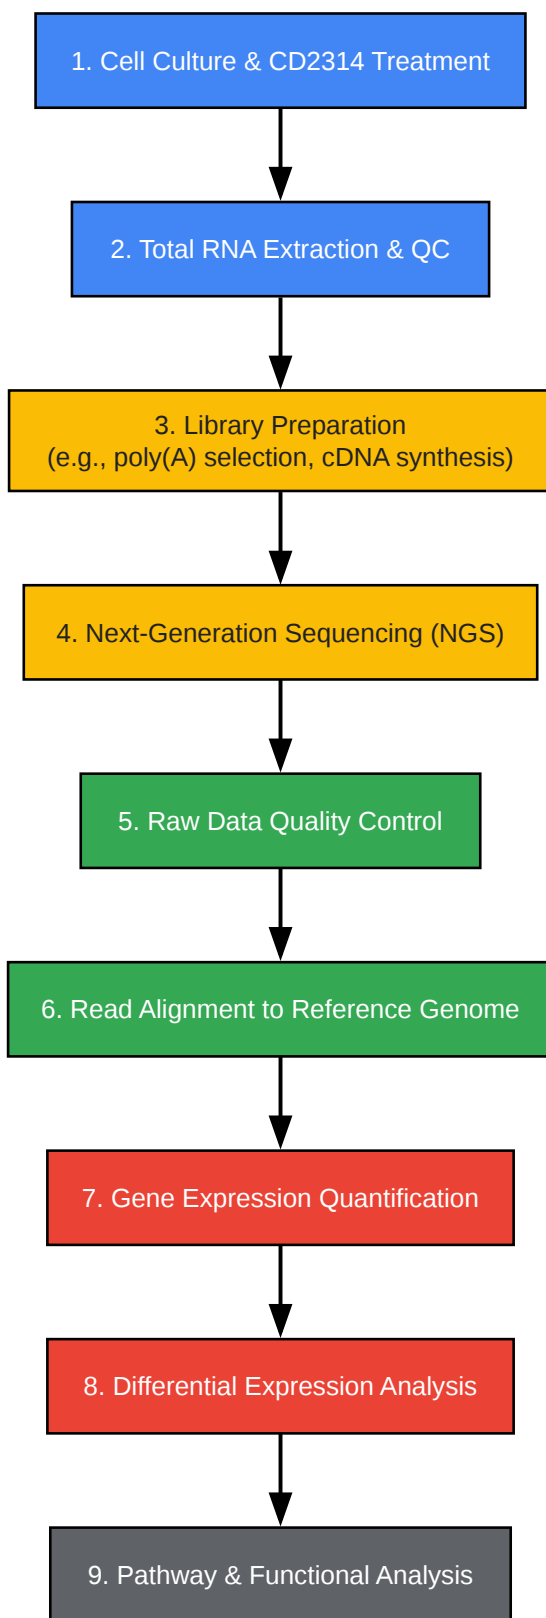 1. Cell Culture & CD2314 Treatment
2. Total RNA Extraction & QC
3. Library Preparation
(e.g., poly(A) selection, cDNA synthesis)
4. Next-Generation Sequencing (NGS)
5. Raw Data Quality Control
6. Read Alignment to Reference Genome
7. Gene Expression Quantification
8. Differential Expression Analysis
9. Pathway & Functional Analysis